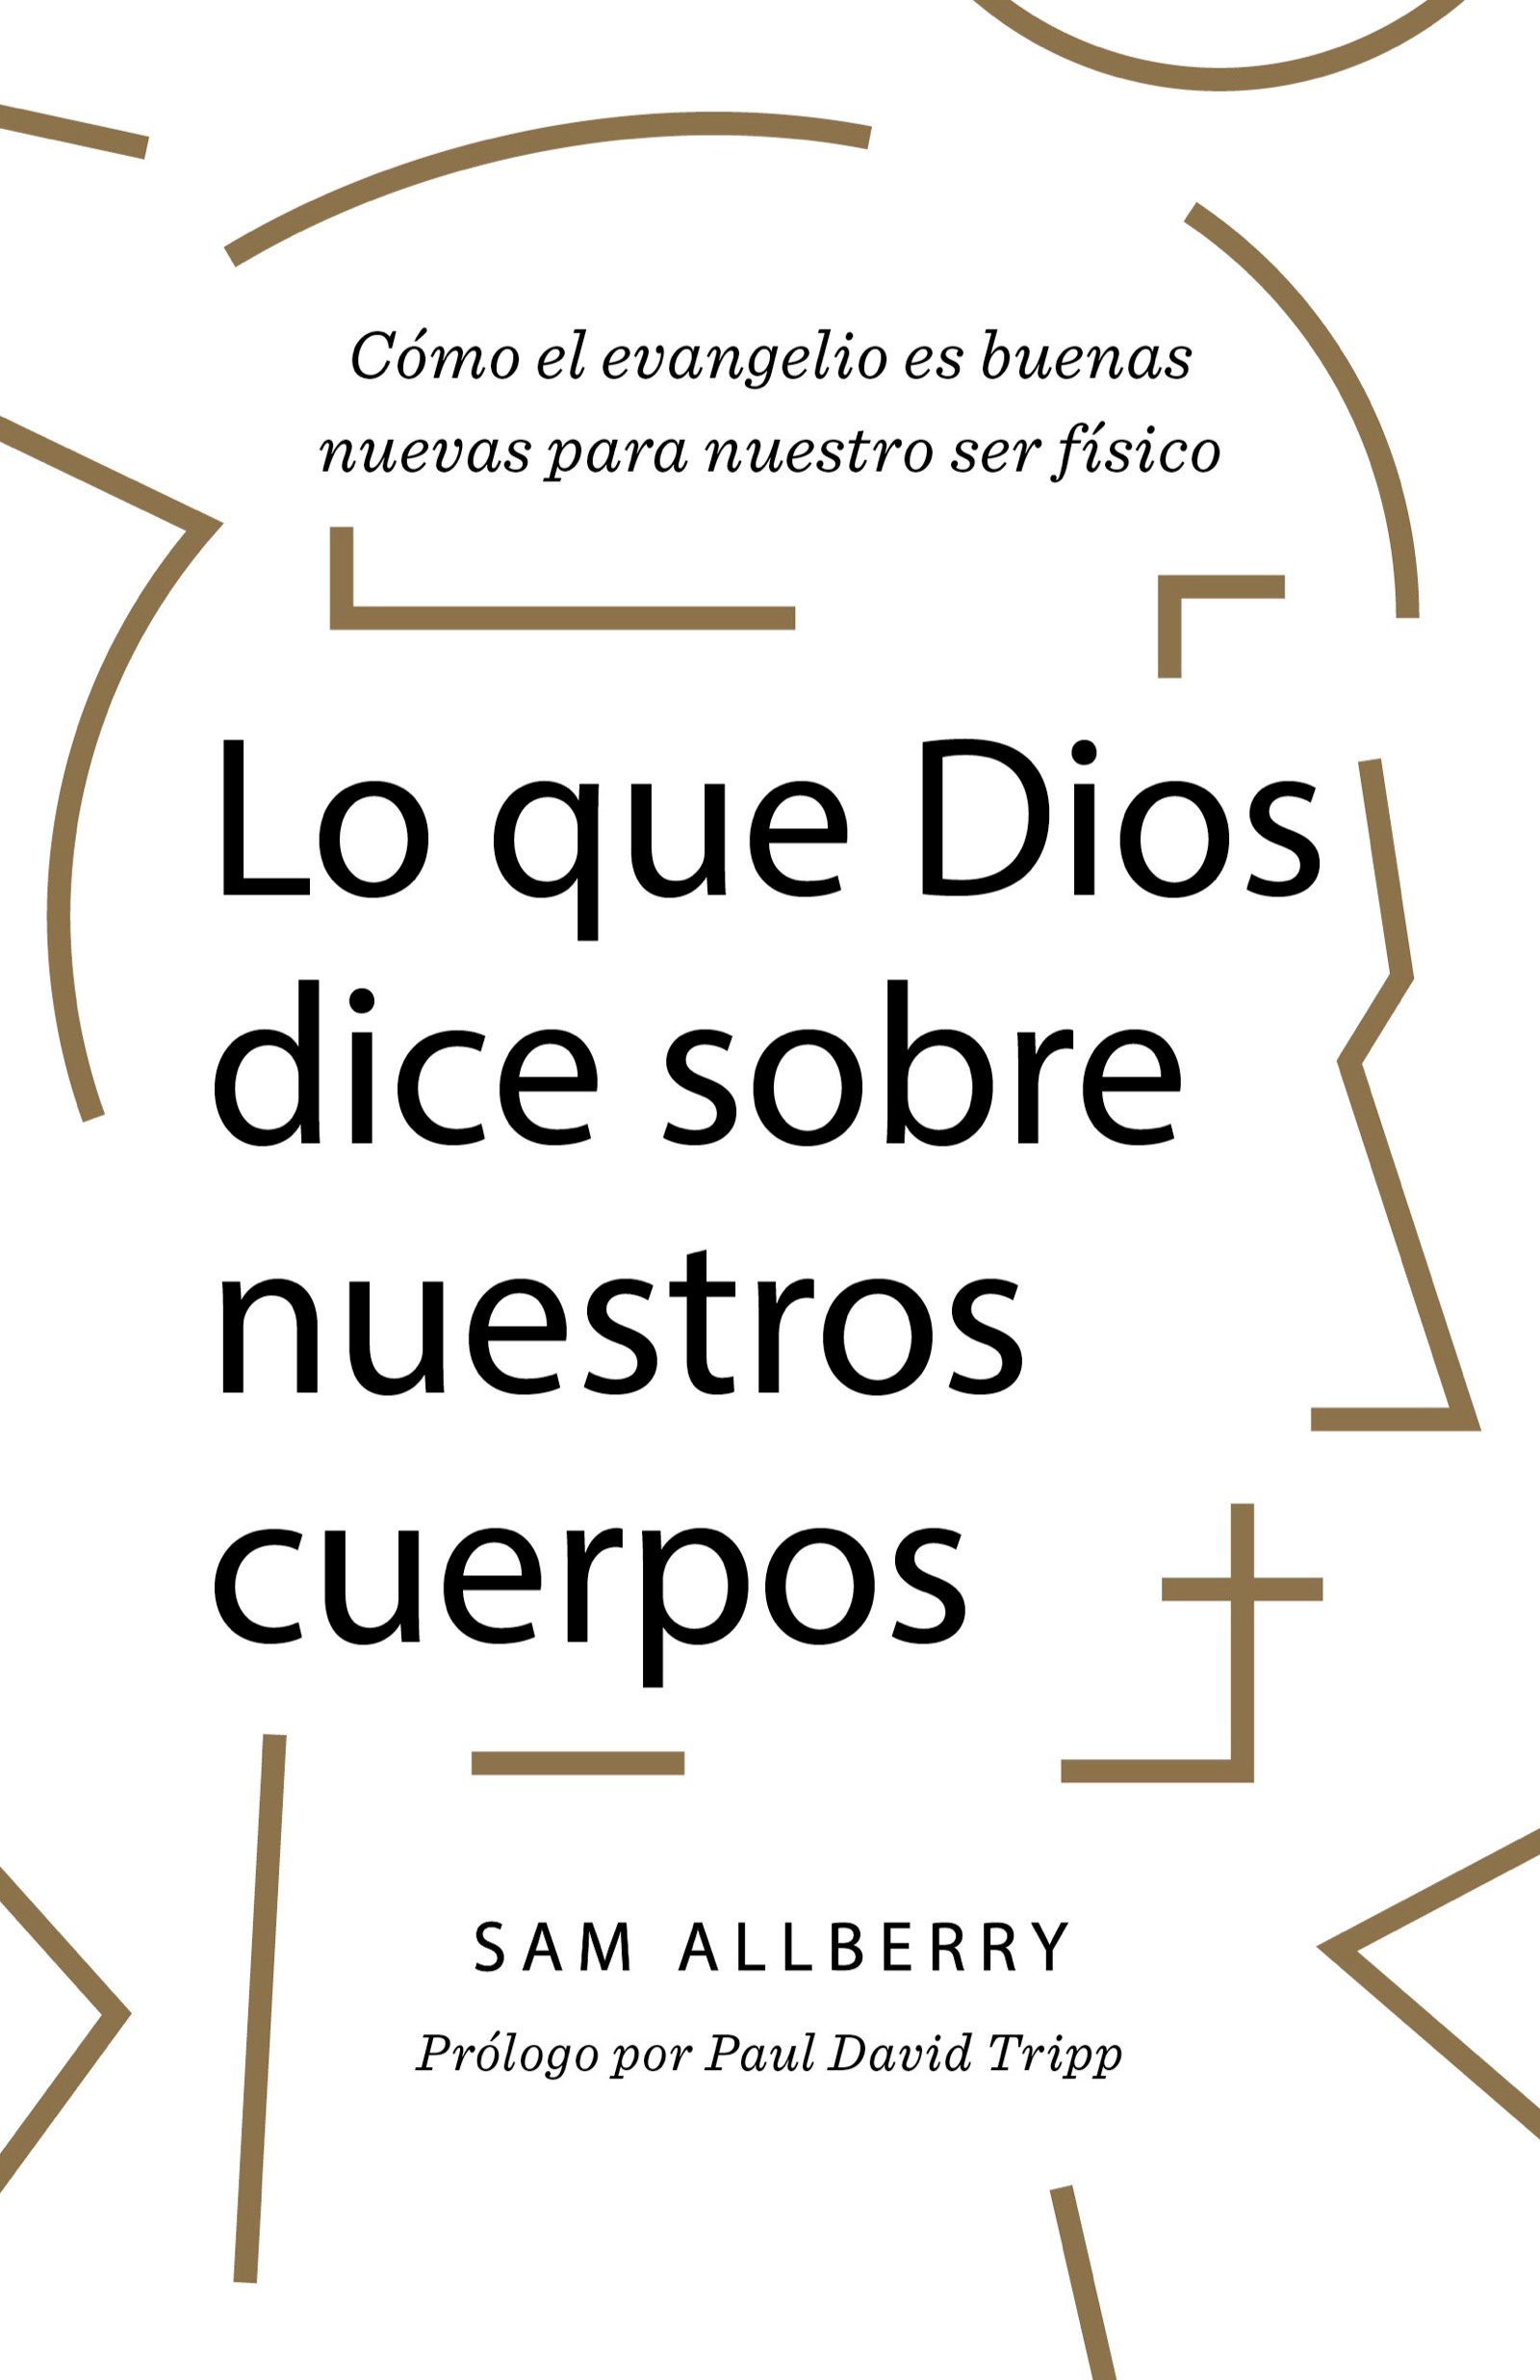 Cómo el evangelio es buenas
nuevas para nuestro ser físico
Lo que Dios
dice sobre
nuestros
cuerpos
SAM ALLBERRY
Prólogo por Paul David Tripp